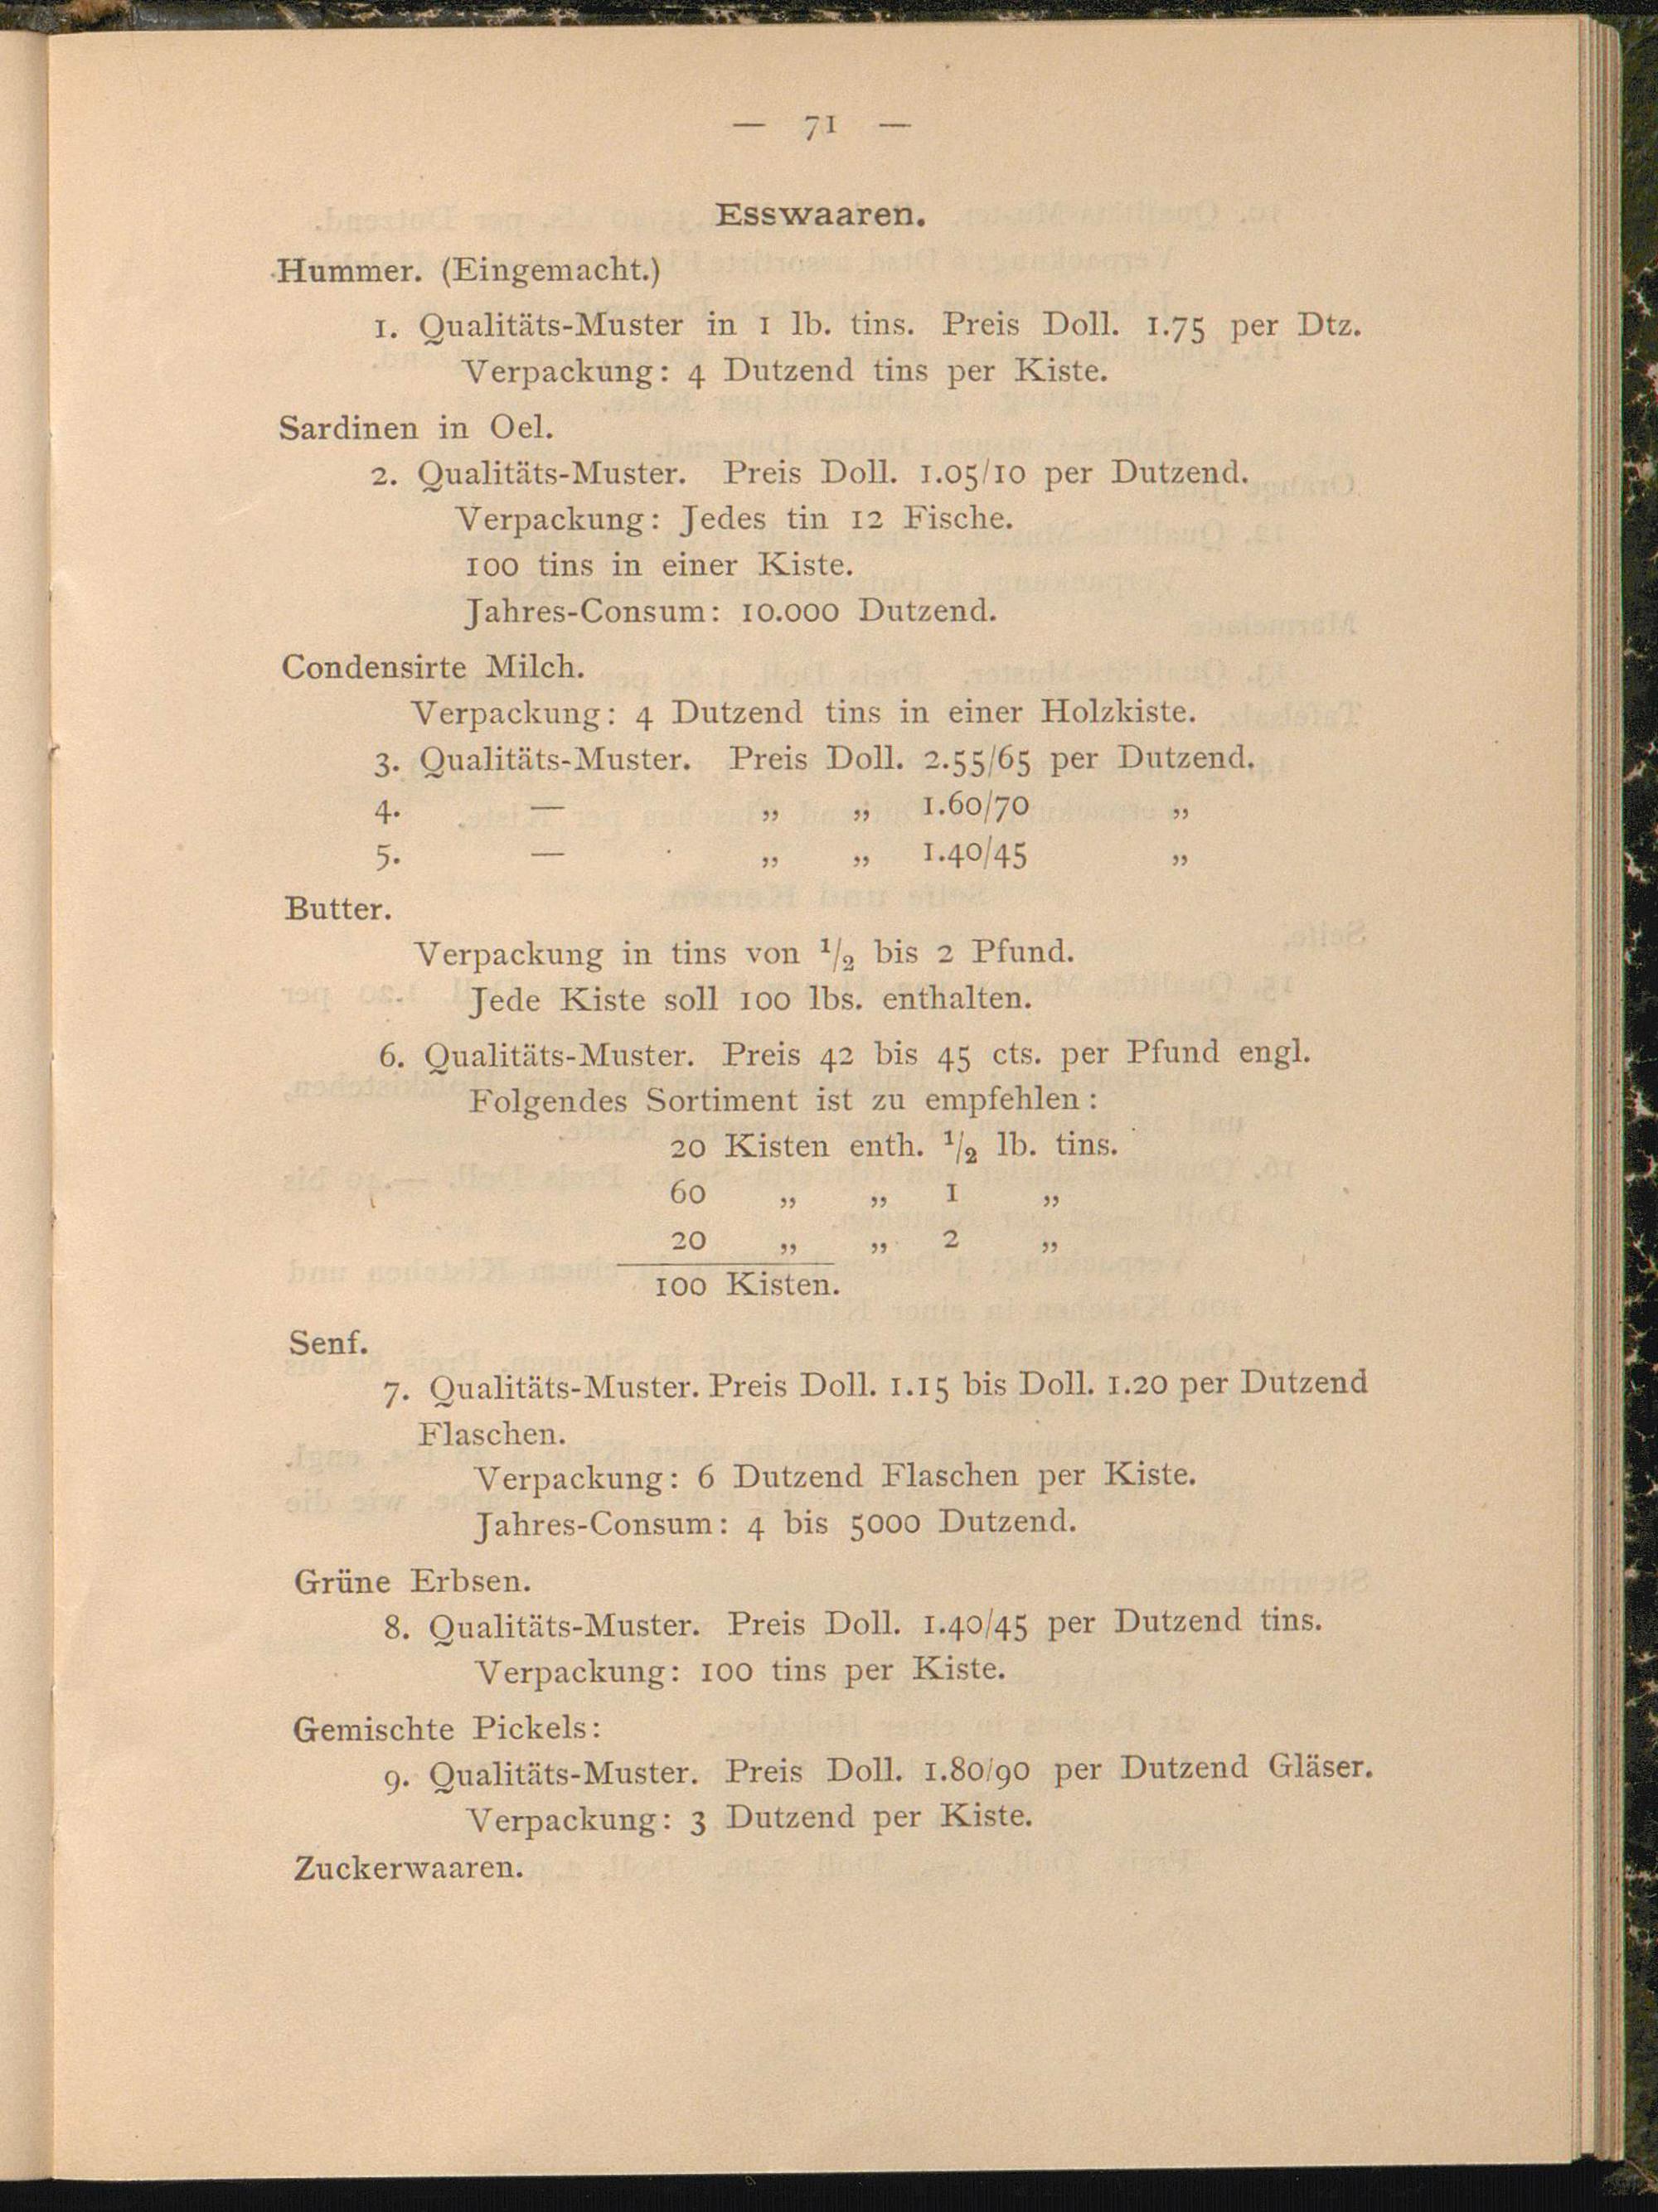 — 71 —
Esswaaren.
Hummer. (Eingemacht.)
1. Qualitäts-Muster in 1 lb. tins. Preis Doll. 1.75 per Dtz.
Verpackung: 4 Dutzend tins per Kiste.
Sardinen in Oel.
2. Qualitäts-Muster. Preis Doll. 1.05/10 per Dutzend.
Verpackung: Jedes tin 12 Fische.
100 tins in einer Kiste.
Jahres-Consum: 10.000 Dutzend.
Condensirte Milch.
Verpackung: 4 Dutzend tins in einer Holzkiste.
3. Qualitäts-Muster. Preis Doll. 2.55/65 per Dutzend.
4. — „ „ 1.60/70 „
5. — „ „ 1.40/45 „
Butter.
Verpackung in tins von 1/2 bis 2 Pfund.
Jede Kiste soll 100 lbs. enthalten.
6. Qualitäts-Muster. Preis 42 bis 45 cts. per Pfund engl.
Folgendes Sortiment ist zu empfehlen:
20 Kisten enth. 1/2 lb. tins.
60 „ „ 1 „
20 „ „ 2 „
100 Kisten.
Senf.
7. Qualitäts-Muster. Preis Doll. 1.15 bis Doll. 1.20 per Dutzend
Flaschen.
Verpackung: 6 Dutzend Flaschen per Kiste.
Jahres-Consum: 4 bis 5000 Dutzend.
Grüne Erbsen.
8. Qualitäts-Muster. Preis Doll. 1.40/45 per Dutzend tins.
Verpackung: 100 tins per Kiste.
Gemischte Pickels:
9. Qualitäts-Muster. Preis Doll. 1.80/90 per Dutzend Gläser.
Verpackung: 3 Dutzend per Kiste.
Zuckerwaaren.